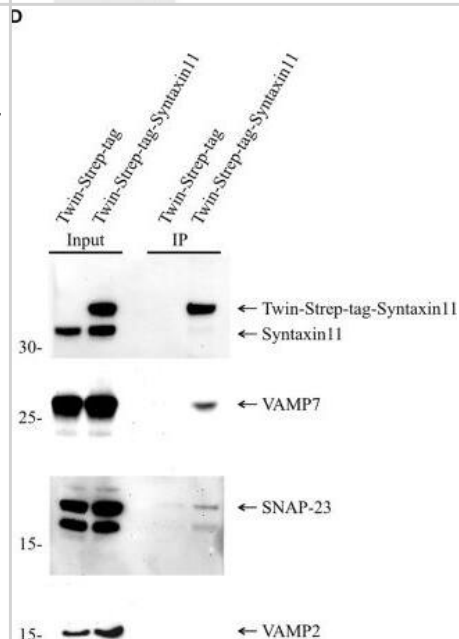 D
Twin-Strep-tag
Twin-Strep-tag-Syntaxin11
Twin-Strep-tag
Twin-Strep-tag-Syntaxin11
Input
IP
← Twin-Strep-tag-Syntaxin11
← Syntaxin11
30-
← VAMP7
25-
← SNAP-23
15-
← VAMP2
15-